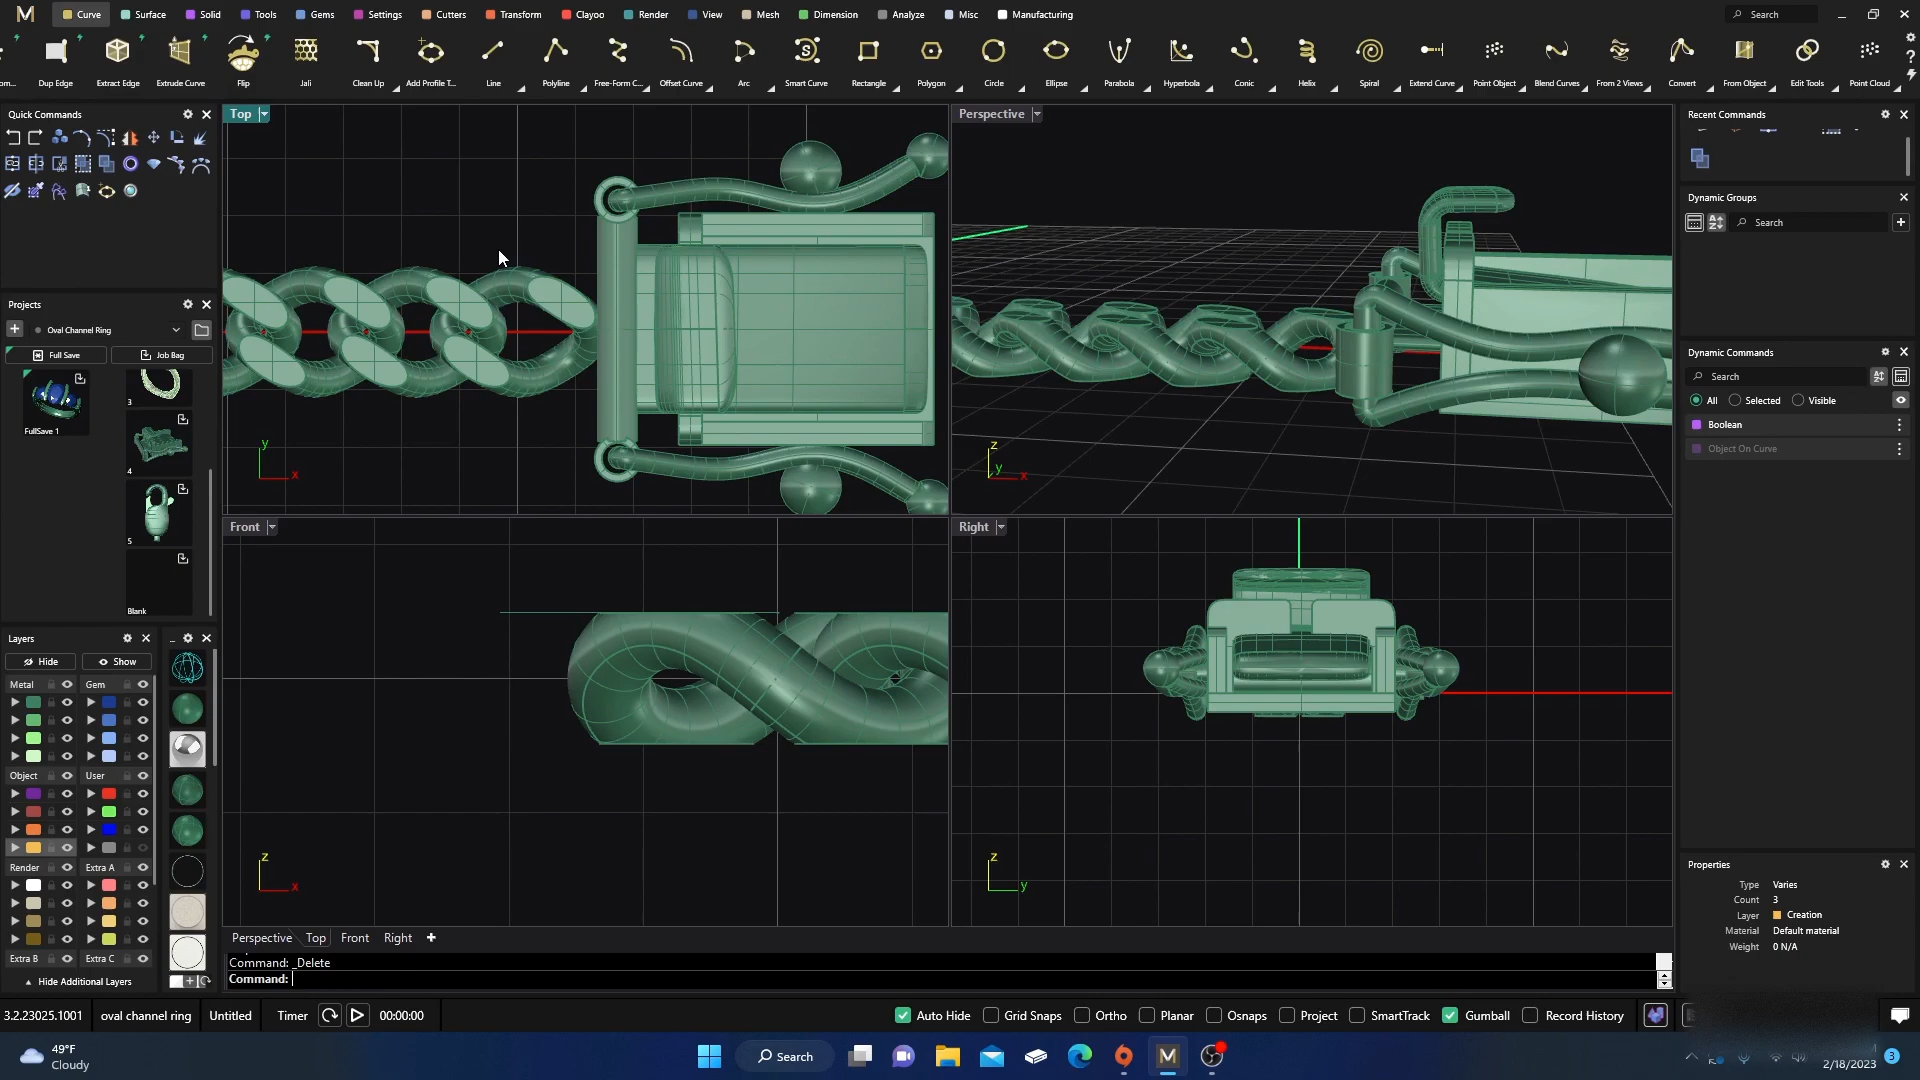 Curve Surface Solid Tools Gems Settings Cutters Transform Clayoo Render View Mesh Dimension Analyze Misc Manufacturing Search
Dup Edge Extract Edge Extrude Curve Flip Jali Clean Up Add Profile T... Line Polyline Free-Form C... Offset Curve Arc Smart Curve Rectangle Polygon Circle Ellipse Parabola Hyperbola Conic Helix Spiral Extend Curve Point Object Blend Curves From 2 Views Convert From Object Edit Tools Point Cloud
Quick Commands
Projects
Oval Channel Ring
Full Save Job Bag
FullSave 1
3
4
5
Blank
Layers
Hide Show
Metal Gem
Object User
Render Extra A
Extra B Extra C
Hide Additional Layers
Top
y
x
Perspective
z
y
x
Front
z
x
Right
z
y
Perspective Top Front Right
Command: _Delete
Command:
Recent Commands
Dynamic Groups
Search
Dynamic Commands
Search
All Selected Visible
Boolean
Object On Curve
Properties
Type Varies
Count 3
Layer Creation
Material Default material
Weight 0 N/A
3.2.23025.1001 oval channel ring Untitled Timer 00:00:00 Auto Hide Grid Snaps Ortho Planar Osnaps Project SmartTrack Gumball Record History
49°F
Cloudy
Search
2/18/2023
3